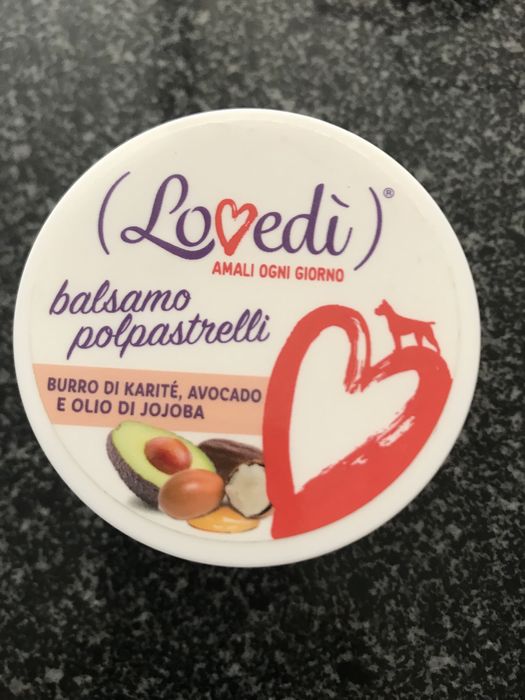 (Lovedì)®
AMALI OGNI GIORNO
balsamo
polpastrelli
BURRO DI KARITÉ, AVOCADO
E OLIO DI JOJOBA